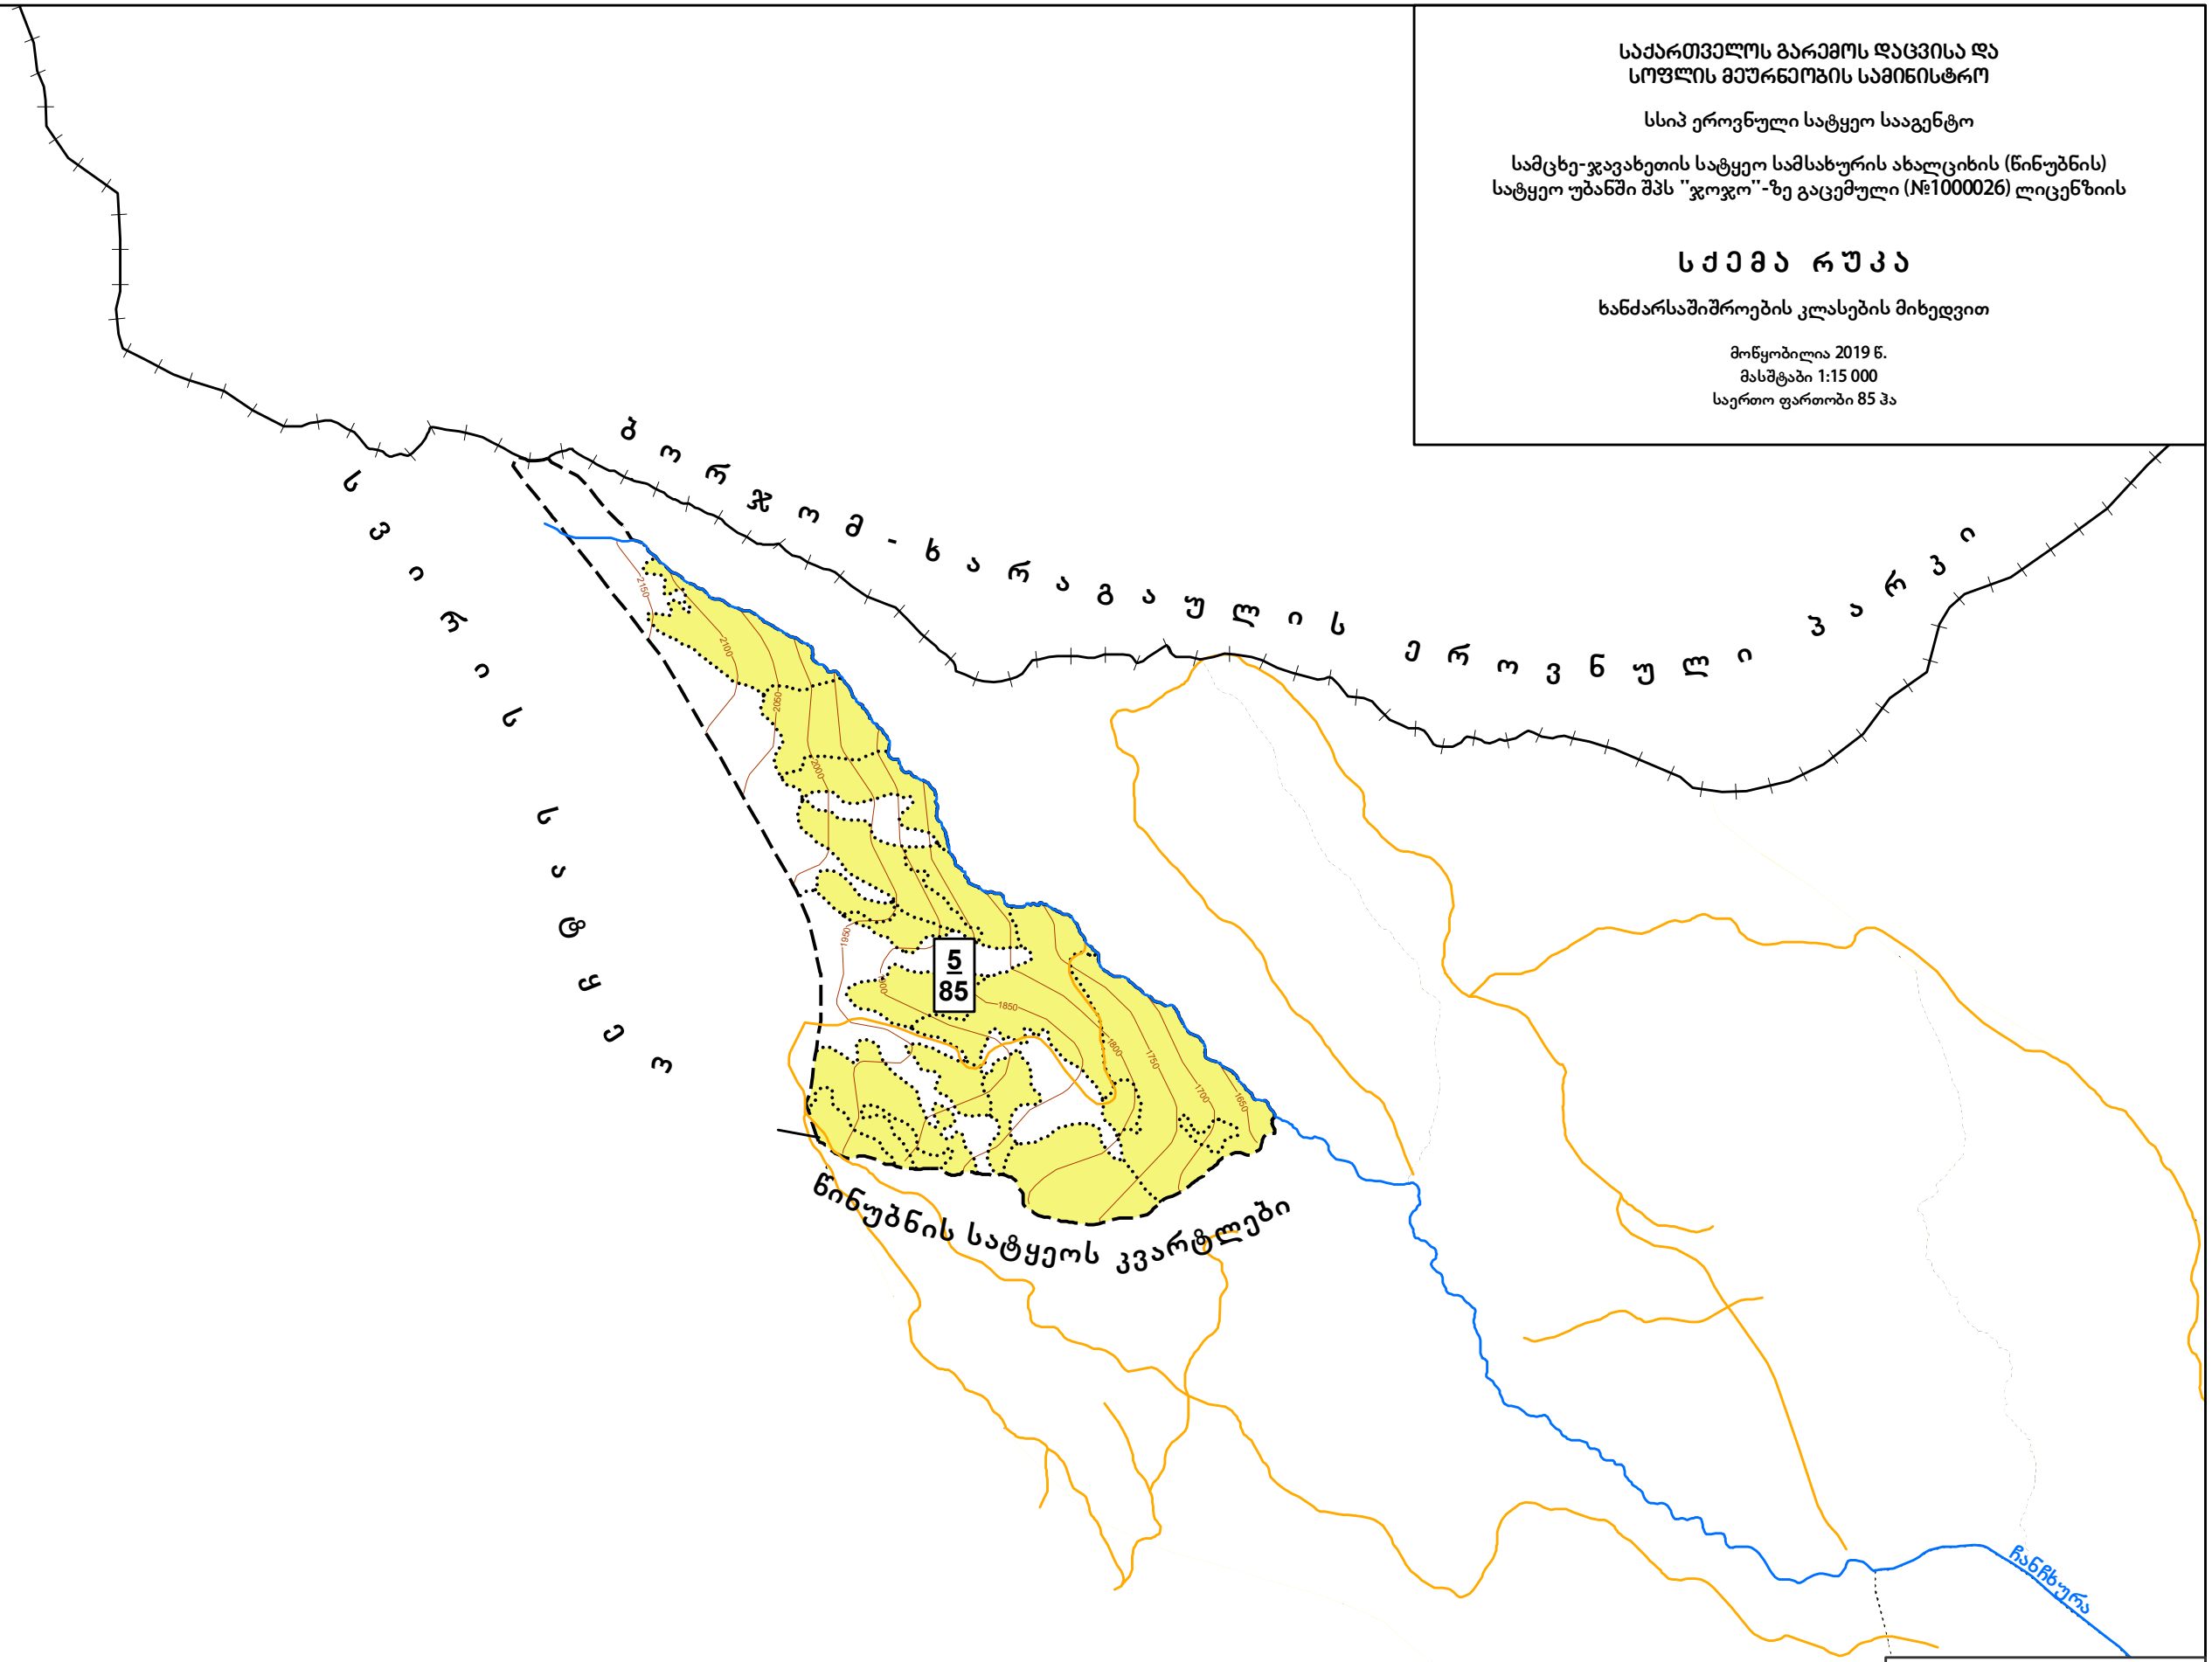 საქართველოს გარემოს დაცვისა და
სოფლის მეურნეობის სამინისტრო
სსიპ ეროვნული სატყეო სააგენტო
სამცხე-ჯავახეთის სატყეო სამსახურის ახალციხის (წინუბნის)
სატყეო უბანში შპს "ჯოჯო"-ზე გაცემული (№1000026) ლიცენზიის
სქემა რუკა
ხანძარსაშიშროების კლასების მიხედვით
მოწყობილია 2019 წ.
მასშტაბი 1:15 000
საერთო ფართობი 85 ჰა
ბორჯომ-ხარაგაულის ეროვნული პარკი
სვირის სატყეო
2150
2100
2050
2000
1950
1900
5
85
1850
1800
1750
1700
1650
წინუბნის სატყეოს კვარტლები
ჩანჩხურა